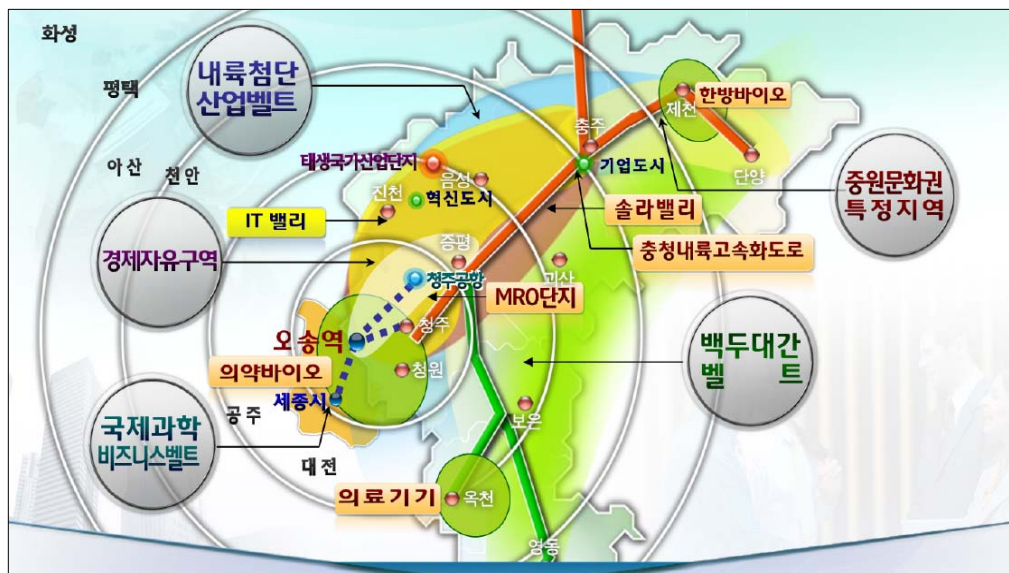 화성
평택
아산
천안
내륙첨단
산업벨트
한방바이오
제천
충주
태생국가산업단지
음성
기업도시
단양
진천
혁신도시
중원문화권
특정지역
IT 밸리
솔라밸리
경제자유구역
증평
충청내륙고속화도로
괴산
청주공항
MRO단지
청주
오송역
백두대간
벨 트
의약바이오
청원
세종시
보은
공주
국제과학
비즈니스벨트
대전
의료기기
옥천
영동